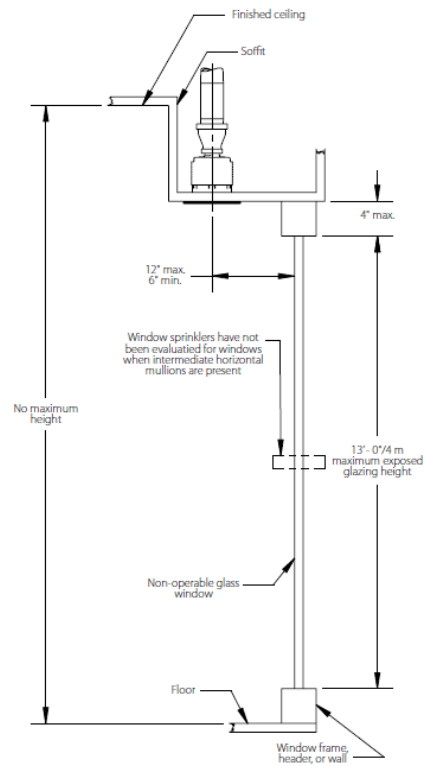 Finished ceiling
Soffit
4" max.
12" max.
6" min.
Window sprinklers have not
been evaluatied for windows
when intermediate horizontal
mullions are present
No maximum
height
13' - 0"/4 m
maximum exposed
glazing height
Non-operable glass
window
Floor
Window frame,
header, or wall